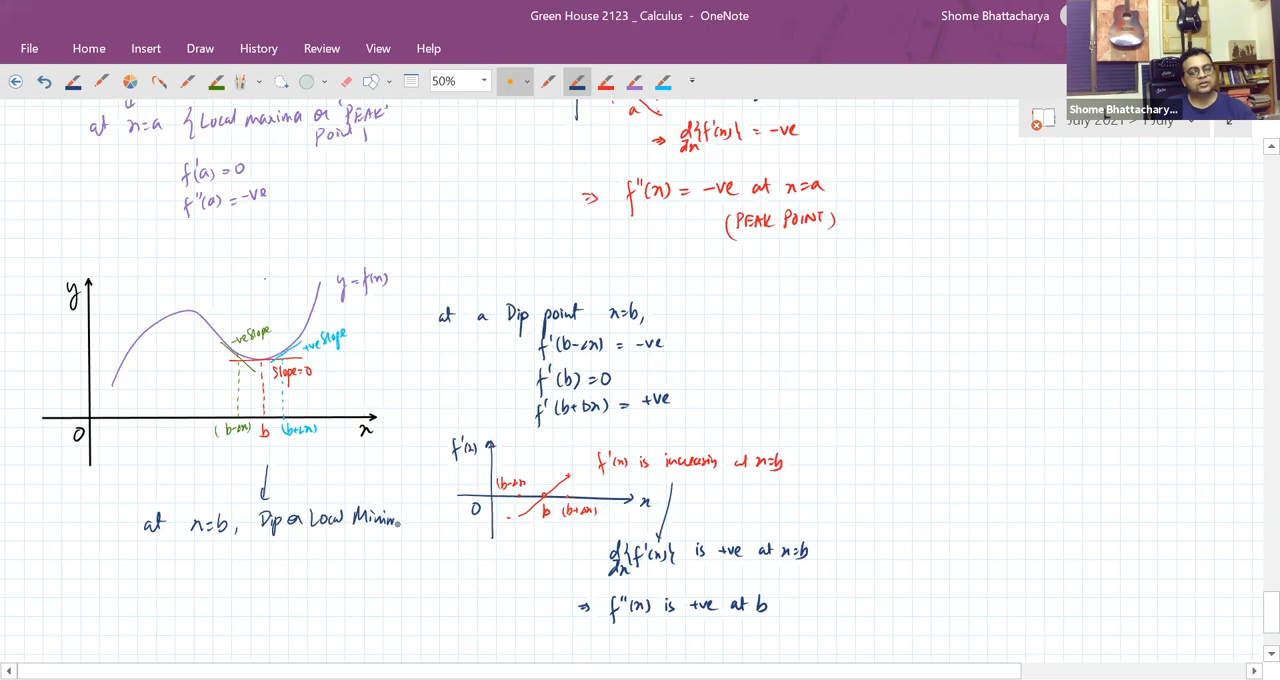 Green House 2123 _ Calculus - OneNote
Shome Bhattacharya
File Home Insert Draw History Review View Help
50%
Shome Bhattachary...
at x=a {Local maxima or 'PEAK'
Point}
f'(a) = 0
f''(a) = -ve
a
⇒ d/dx{f'(x)} = -ve
⇒ f''(x) = -ve at x=a
(PEAK POINT)
y
y = f(x)
-ve slope
+ve slope
slope=0
0
(b-Δx) b (b+Δx)
x
at x=b, Dip or Local Minim
at a Dip point x=b,
f'(b-Δx) = -ve
f'(b) = 0
f'(b+Δx) = +ve
f'(x)
f'(x) is increasing at x=b
(b-Δx
0 b (b+Δx) x
d/dx{f'(x)} is +ve at x=b
⇒ f''(x) is +ve at b